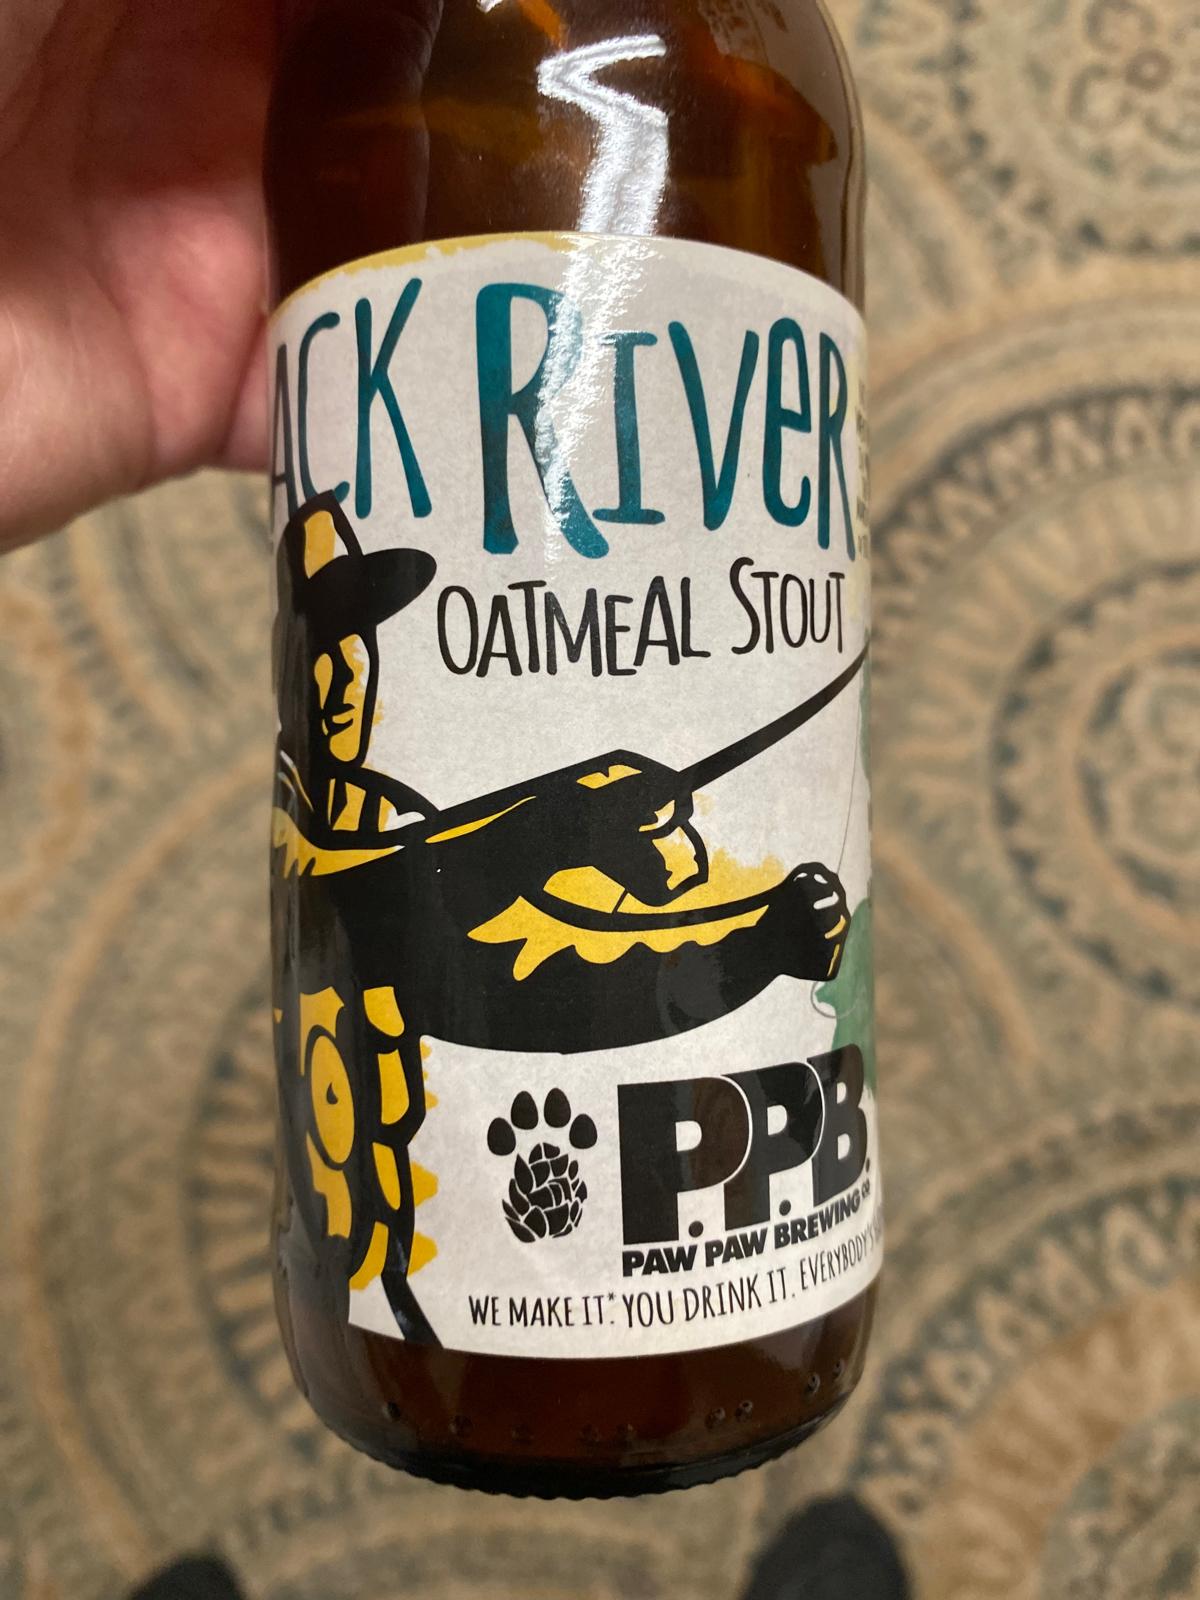 ACK RIVER
OATMEAL STOUT
P.P.B.
PAW PAW BREWING CO.
WE MAKE IT*. YOU DRINK IT. EVERYBODY'S